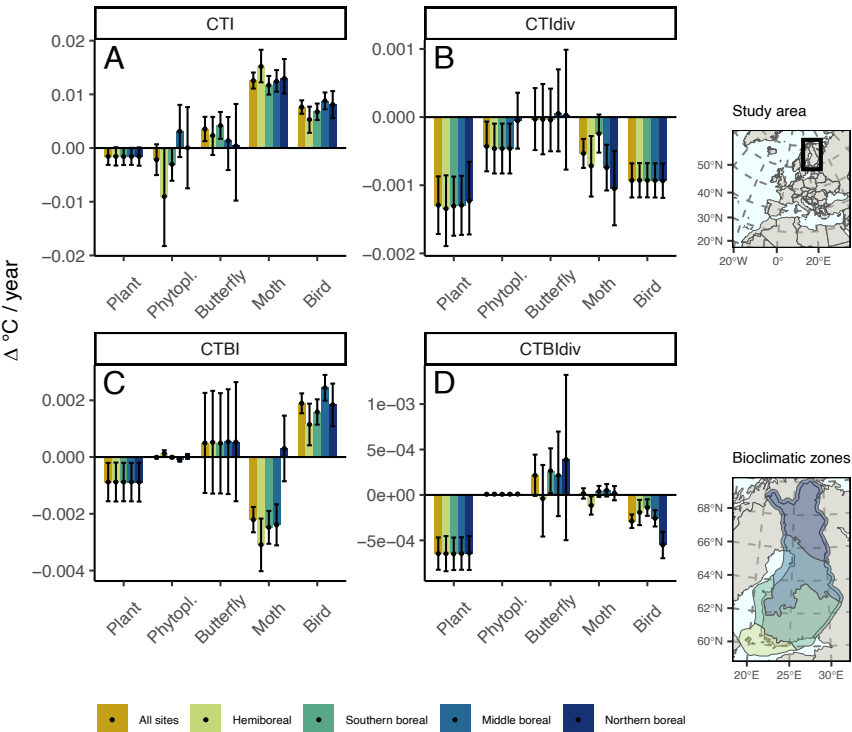 CTI
CTIdiv
A
B
0.02
0.01
0.00
−0.01
−0.02
0.001
0.000
−0.001
−0.002
Plant
Phytopl.
Butterfly
Moth
Bird
Plant
Phytopl.
Butterfly
Moth
Bird
Δ °C / year
CTBI
CTBIdiv
C
D
0.002
0.000
−0.002
−0.004
1e−03
5e−04
0e+00
−5e−04
Plant
Phytopl.
Butterfly
Moth
Bird
Plant
Phytopl.
Butterfly
Moth
Bird
Study area
50°N
40°N
30°N
20°N
20°W
0°
20°E
Bioclimatic zones
68°N
66°N
64°N
62°N
60°N
20°E
25°E
30°E
All sites
Hemiboreal
Southern boreal
Middle boreal
Northern boreal